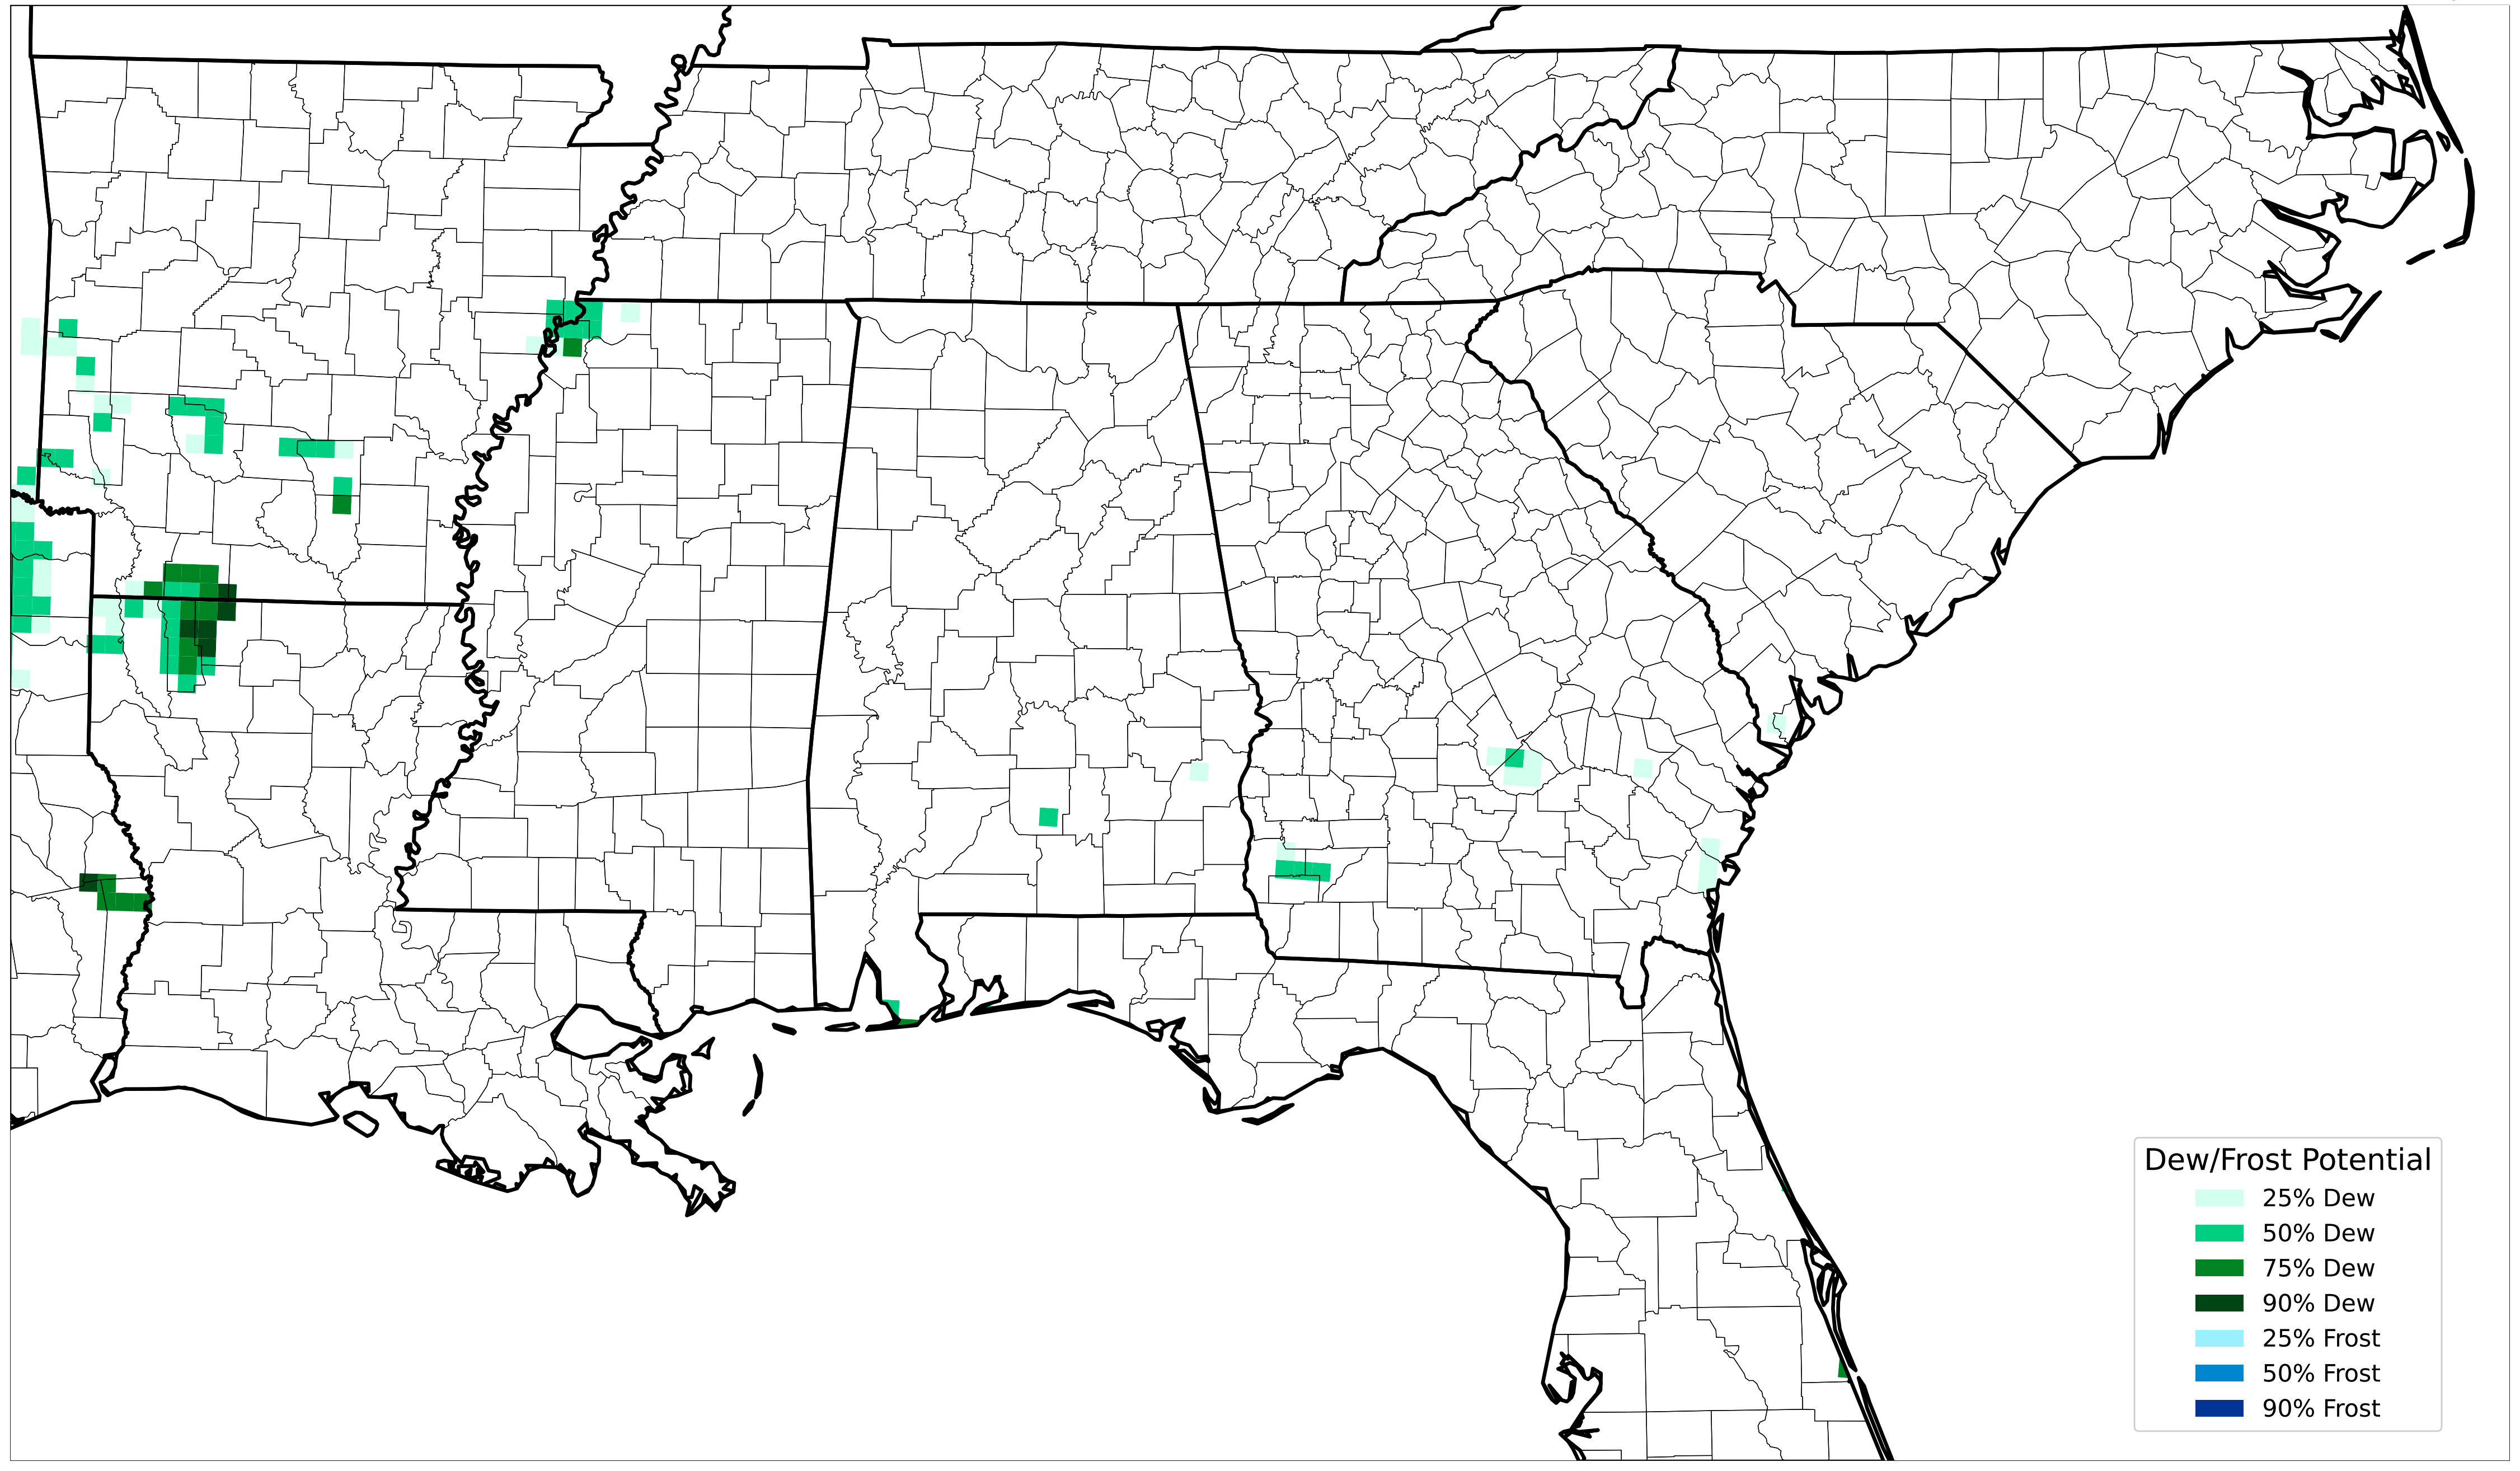 Dew/Frost Potential
25% Dew
50% Dew
75% Dew
90% Dew
25% Frost
50% Frost
90% Frost